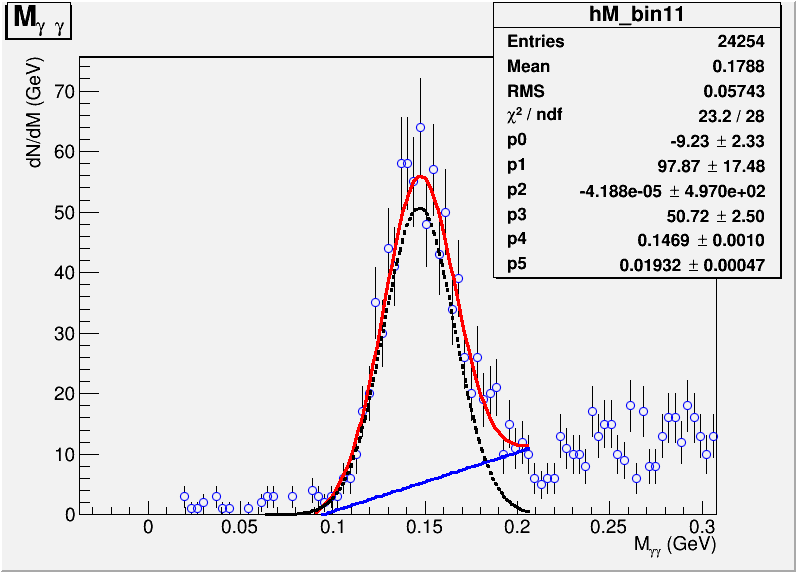 M_γ γ
hM_bin11
Entries 24254
Mean 0.1788
RMS 0.05743
χ² / ndf 23.2 / 28
p0 -9.23 ± 2.33
p1 97.87 ± 17.48
p2 -4.188e-05 ± 4.970e+02
p3 50.72 ± 2.50
p4 0.1469 ± 0.0010
p5 0.01932 ± 0.00047
dN/dM (GeV)
70
60
50
40
30
20
10
0
0 0.05 0.1 0.15 0.2 0.25 0.3
M_γγ (GeV)